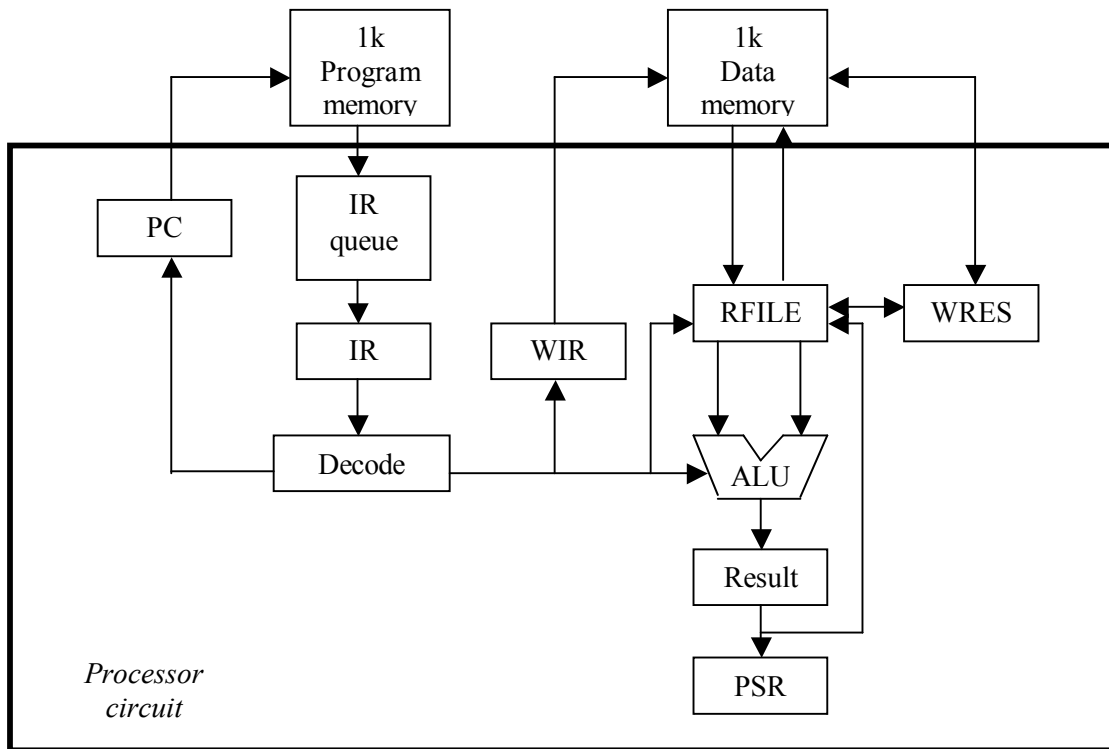 1k
Program
memory
1k
Data
memory
PC
IR
queue
RFILE
WRES
IR
WIR
Decode
ALU
Result
Processor
circuit
PSR